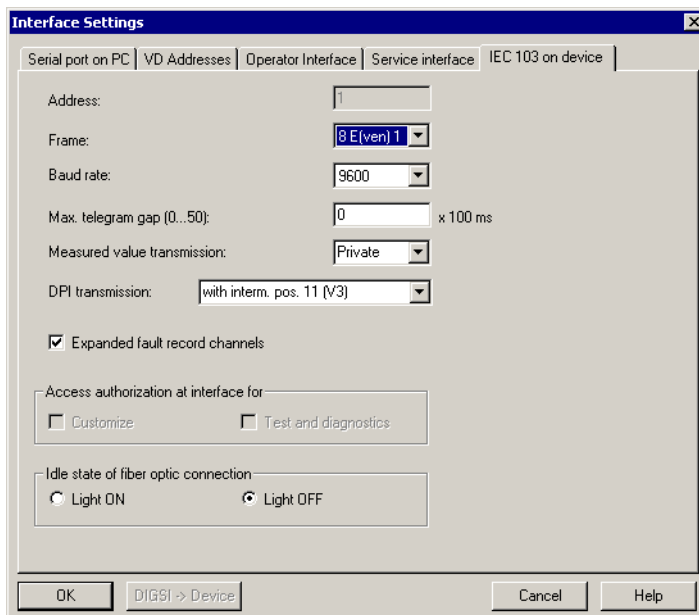 Interface Settings
Serial port on PC VD Addresses Operator Interface Service interface IEC 103 on device
Address: 1
Frame: 8 E(ven) 1
Baud rate: 9600
Max. telegram gap (0...50): 0 x 100 ms
Measured value transmission: Private
DPI transmission: with interm. pos. 11 (V3)
Expanded fault record channels
Access authorization at interface for
Customize Test and diagnostics
Idle state of fiber optic connection
Light ON Light OFF
OK DIGSI -> Device Cancel Help